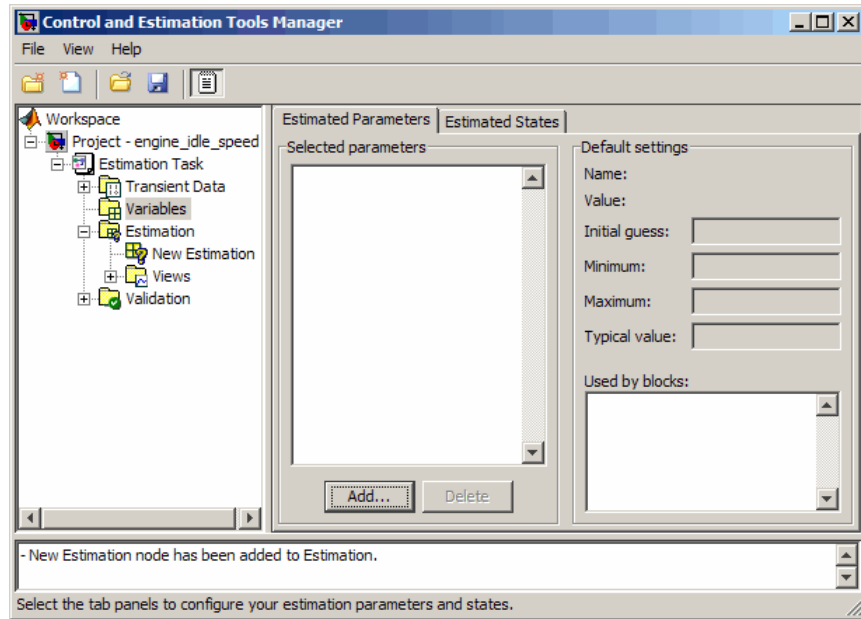 Control and Estimation Tools Manager
File View Help
Workspace
Project - engine_idle_speed
Estimation Task
Transient Data
Variables
Estimation
New Estimation
Views
Validation
Estimated Parameters
Estimated States
Selected parameters
Add...
Delete
Default settings
Name:
Value:
Initial guess:
Minimum:
Maximum:
Typical value:
Used by blocks:
- New Estimation node has been added to Estimation.
Select the tab panels to configure your estimation parameters and states.